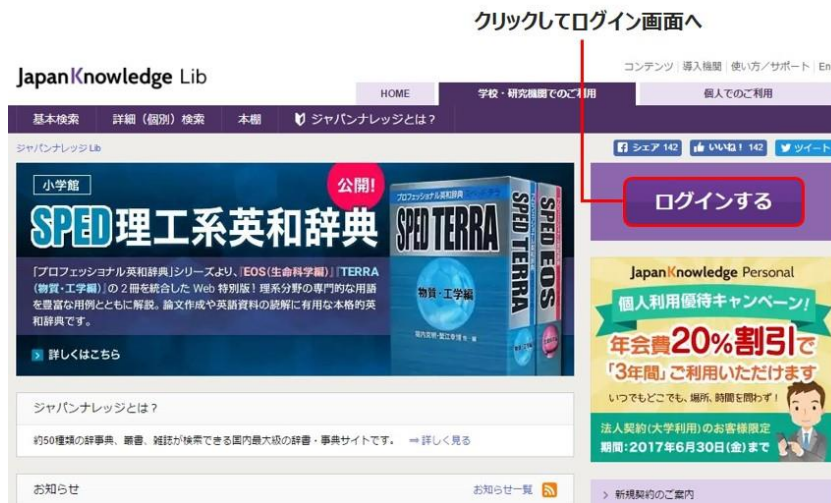 クリックしてログイン画面へ
コンテンツ 導入機関 使い方／サポート En
JapanKnowledge Lib
HOME 学校・研究機関でのご利用 個人でのご利用
基本検索 詳細（個別）検索 本棚 ジャパンナレッジとは？
ジャパンナレッジ Lib
シェア 142 いいね！ 142 ツイート
小学館
公開!
SPED理工系英和辞典
『プロフェッショナル英和辞典』シリーズより、『EOS(生命科学編)』『TERRA
(物質・工学編)』の2冊を統合した Web 特別版！理系分野の専門的な用語
を豊富な用例とともに解説。論文作成や英語資料の読解に有用な本格的英
和辞典です。
詳しくはこちら
プロフェッショナル英和辞典
SPED TERRA
物質・工学編
SPED TERRA
SPED EOS
ログインする
JapanKnowledge Personal
個人利用優待キャンペーン!
年会費20%割引で
「3年間」ご利用いただけます
いつでもどこでも、場所、時間を問わず！
法人契約(大学利用)のお客様限定
期間:2017年6月30日(金)まで
ジャパンナレッジとは？
約50種類の辞事典、叢書、雑誌が検索できる国内最大級の辞書・事典サイトです。 ⇒詳しく見る
お知らせ お知らせ一覧
新規契約のご案内